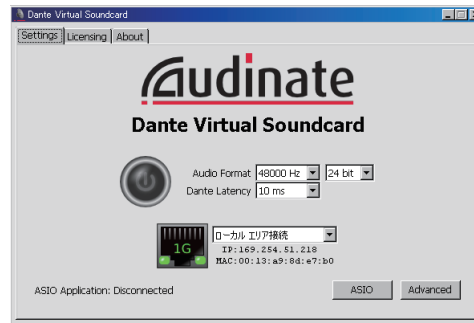 Dante Virtual Soundcard
Settings Licensing About
Audinate
Dante Virtual Soundcard
Audio Format 48000 Hz 24 bit
Dante Latency 10 ms
1G
ローカル エリア接続
IP:169.254.51.218
MAC:00:13:a9:8d:e7:b0
ASIO Application: Disconnected
ASIO Advanced